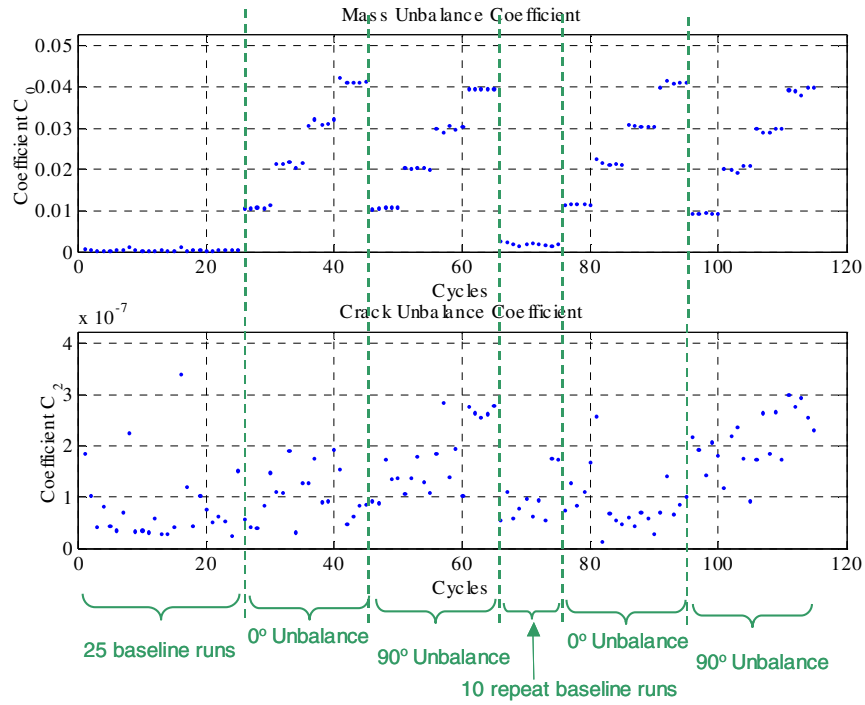 Mass Unbalance Coefficient
0.05
0.04
0.03
0.02
0.01
0
Coefficient C0
0 20 40 60 80 100 120
Cycles
x 10-7
Crack Unbalance Coefficient
4
3
2
1
0
Coefficient C2
0 20 40 60 80 100 120
Cycles
25 baseline runs
0º Unbalance
90º Unbalance
10 repeat baseline runs
0º Unbalance
90º Unbalance